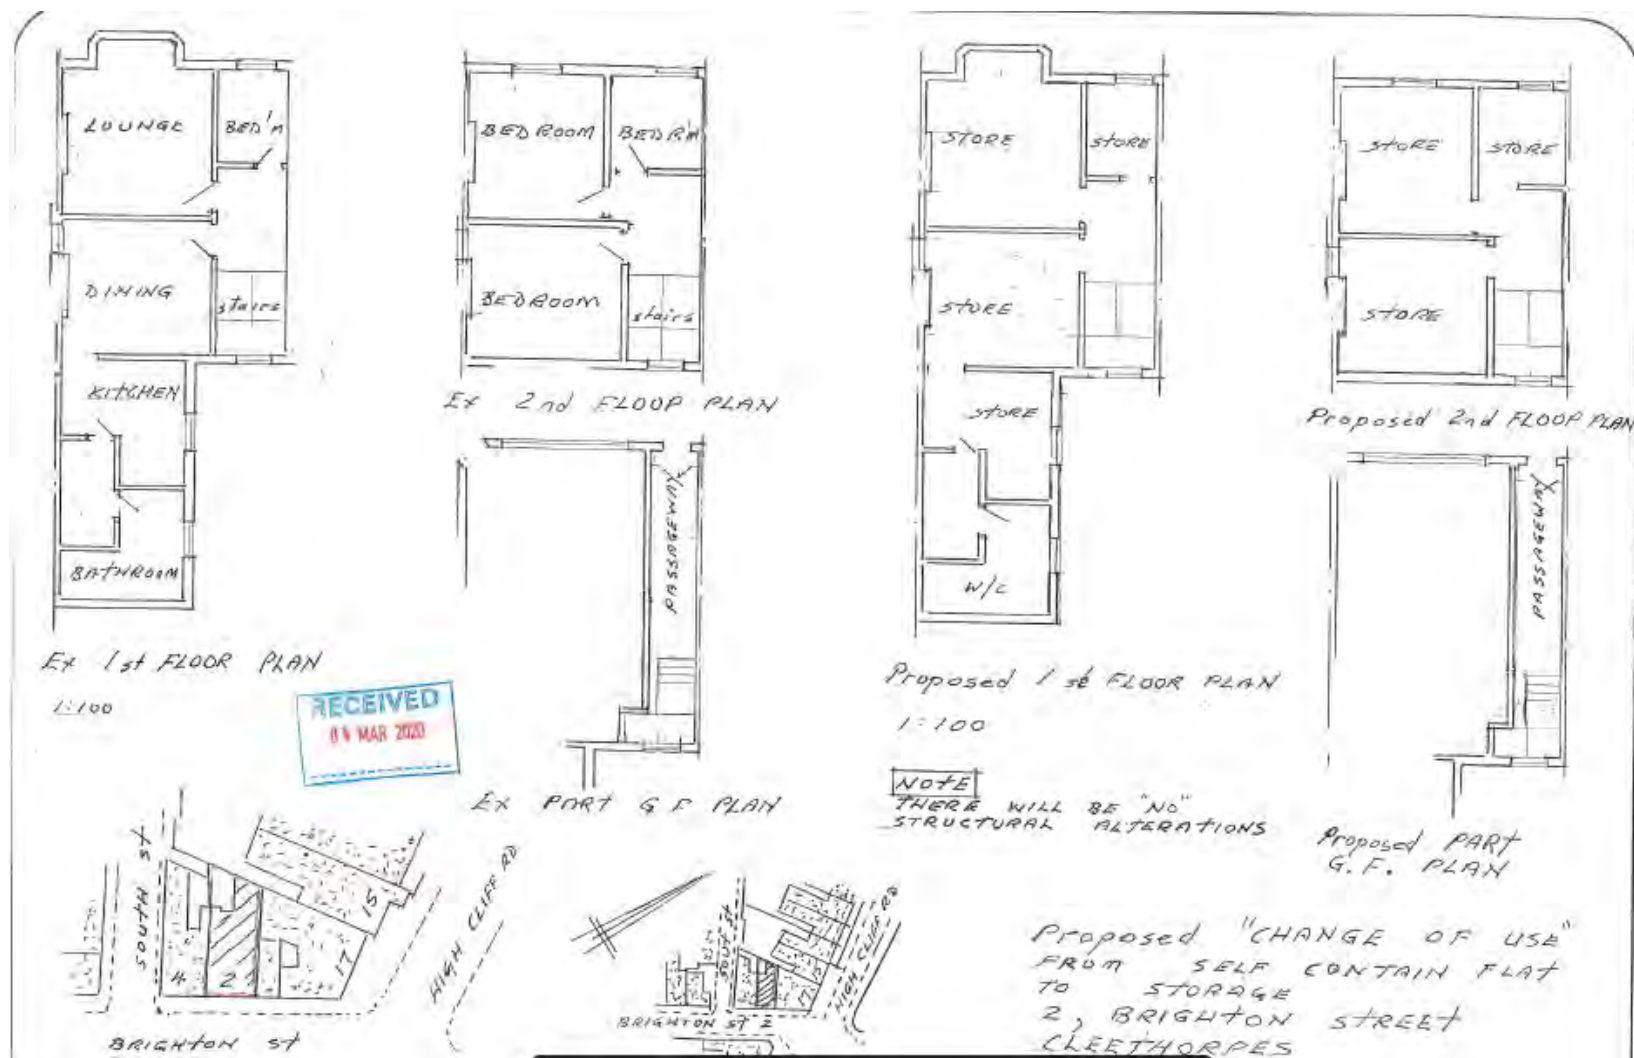 LOUNGE
BED'M
DINING
stairs
KITCHEN
BATHROOM
Ex 1st FLOOR PLAN
1:100
BEDROOM
BEDR'M
BEDROOM
stairs
Ex 2nd FLOOR PLAN
PASSAGEWAY
Ex PART G F PLAN
RECEIVED
MAR 2020
STORE
STORE
STORE
STORE
W/C
Proposed 1st FLOOR PLAN
1:100
NOTE
THERE WILL BE "NO"
STRUCTURAL ALTERATIONS
STORE
STORE
STORE
Proposed 2nd FLOOR PLAN
PASSAGEWAY
Proposed PART
G.F. PLAN
SOUTH ST
4
2
17
15
HIGH CLIFF RD
BRIGHTON ST
SOUTH ST
17
HIGH CLIFF RD
BRIGHTON ST 2
Proposed "CHANGE OF USE"
FROM SELF CONTAIN FLAT
TO STORAGE
2, BRIGHTON STREET
CLEETHORPES